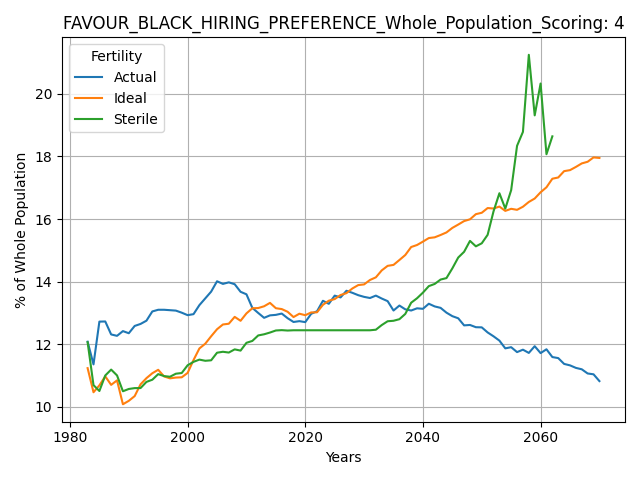 FAVOUR_BLACK_HIRING_PREFERENCE_Whole_Population_Scoring: 4
Fertility
Actual
Ideal
Sterile
% of Whole Population
20
18
16
14
12
10
1980
2000
2020
2040
2060
Years